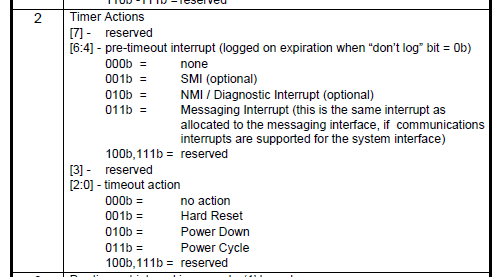 110b -111b = reserved
2 Timer Actions
[7] - reserved
[6:4] - pre-timeout interrupt (logged on expiration when “don’t log” bit = 0b)
000b = none
001b = SMI (optional)
010b = NMI / Diagnostic Interrupt (optional)
011b = Messaging Interrupt (this is the same interrupt as
allocated to the messaging interface, if communications
interrupts are supported for the system interface)
100b,111b = reserved
[3] - reserved
[2:0] - timeout action
000b = no action
001b = Hard Reset
010b = Power Down
011b = Power Cycle
100b,111b = reserved